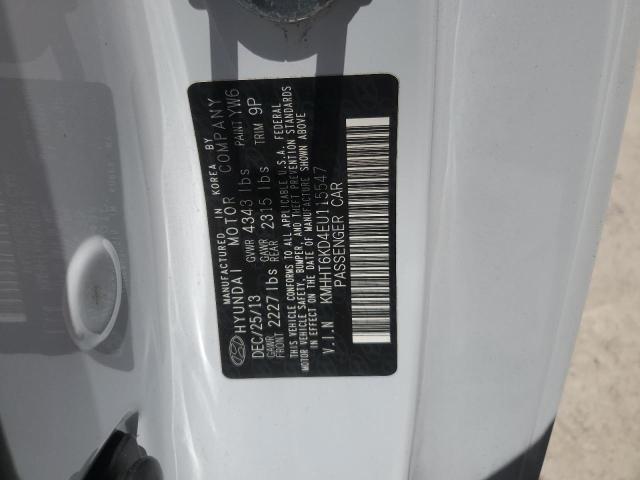 MANUFACTURED IN KOREA BY
HYUNDAI MOTOR COMPANY
DEC/25/13 GVWR 4343 lbs PAINT YW6
GAWR FRONT 2227 lbs GAWR REAR 2315 lbs TRIM 9P
THIS VEHICLE CONFORMS TO ALL APPLICABLE U.S.A. FEDERAL
MOTOR VEHICLE SAFETY, BUMPER, AND THEFT PREVENTION STANDARDS
IN EFFECT ON THE DATE OF MANUFACTURE SHOWN ABOVE
V.I.N KMHHT6KD4EU115547
PASSENGER CAR